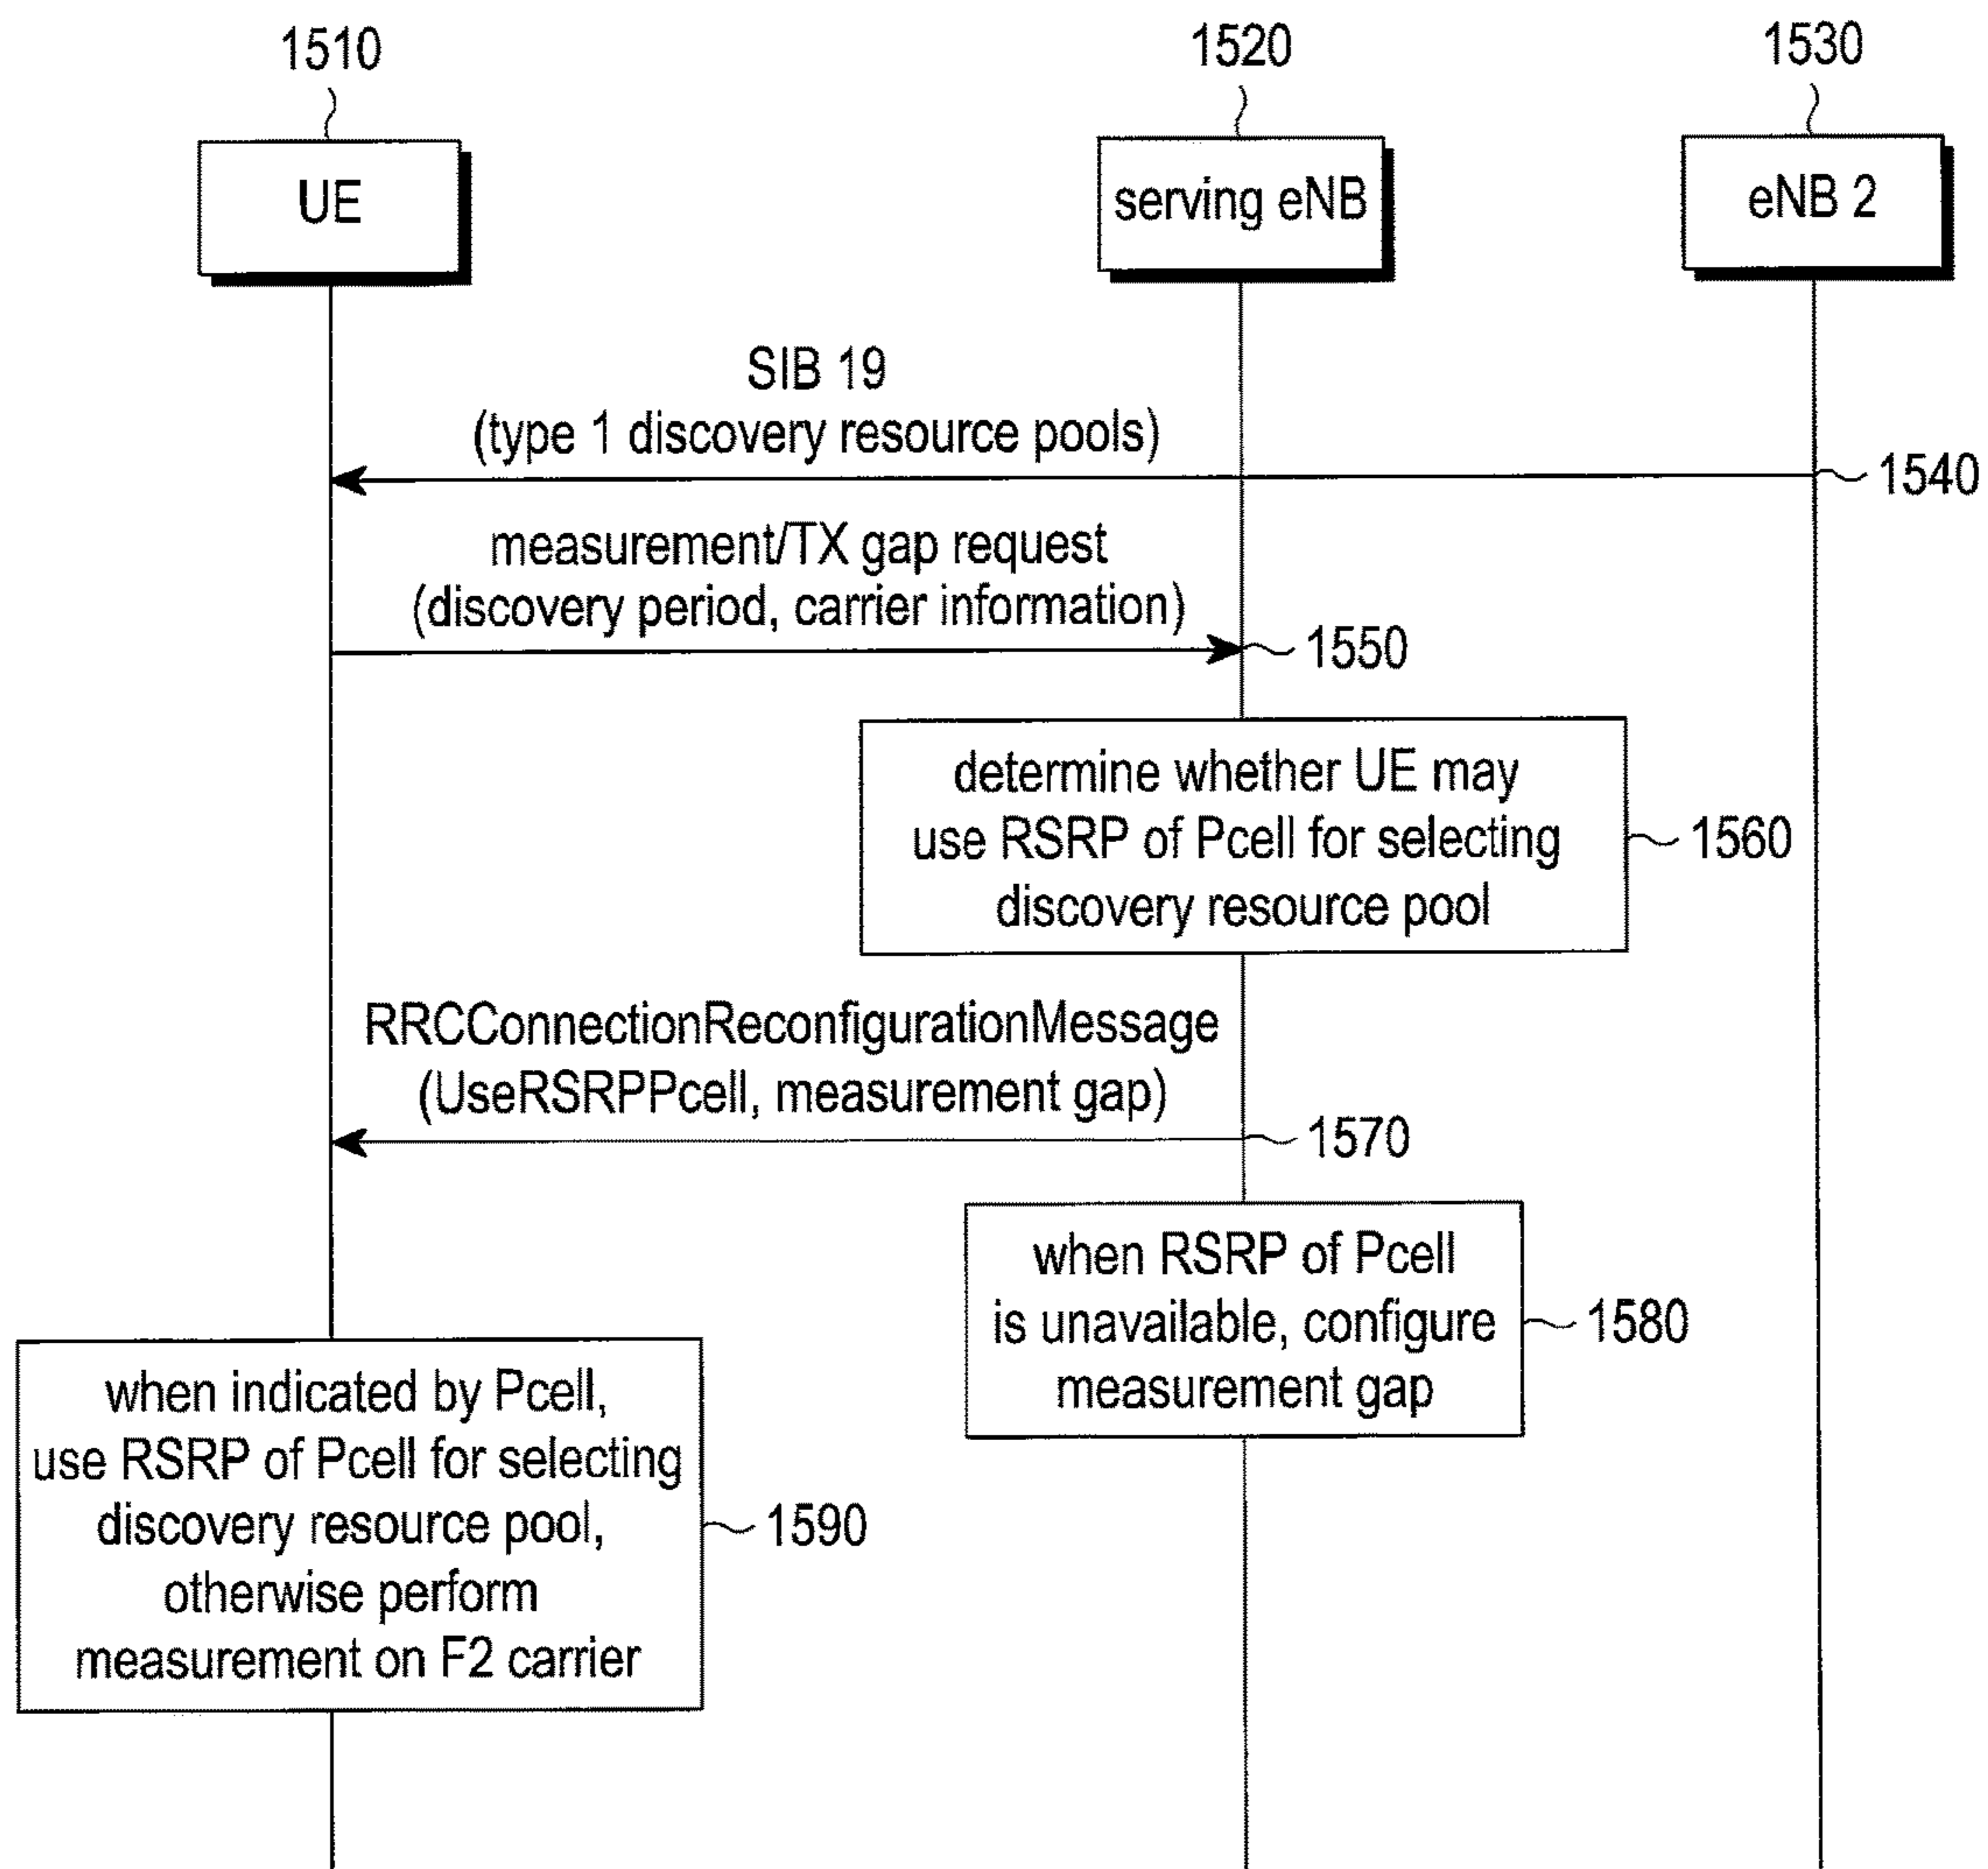 1510
1520
1530
UE
serving eNB
eNB 2
SIB 19
(type 1 discovery resource pools)
1540
measurement/TX gap request
(discovery period, carrier information)
1550
determine whether UE may
use RSRP of Pcell for selecting
discovery resource pool
1560
RRCConnectionReconfigurationMessage
(UseRSRPPcell, measurement gap)
1570
when RSRP of Pcell
is unavailable, configure
measurement gap
1580
when indicated by Pcell,
use RSRP of Pcell for selecting
discovery resource pool,
otherwise perform
measurement on F2 carrier
1590